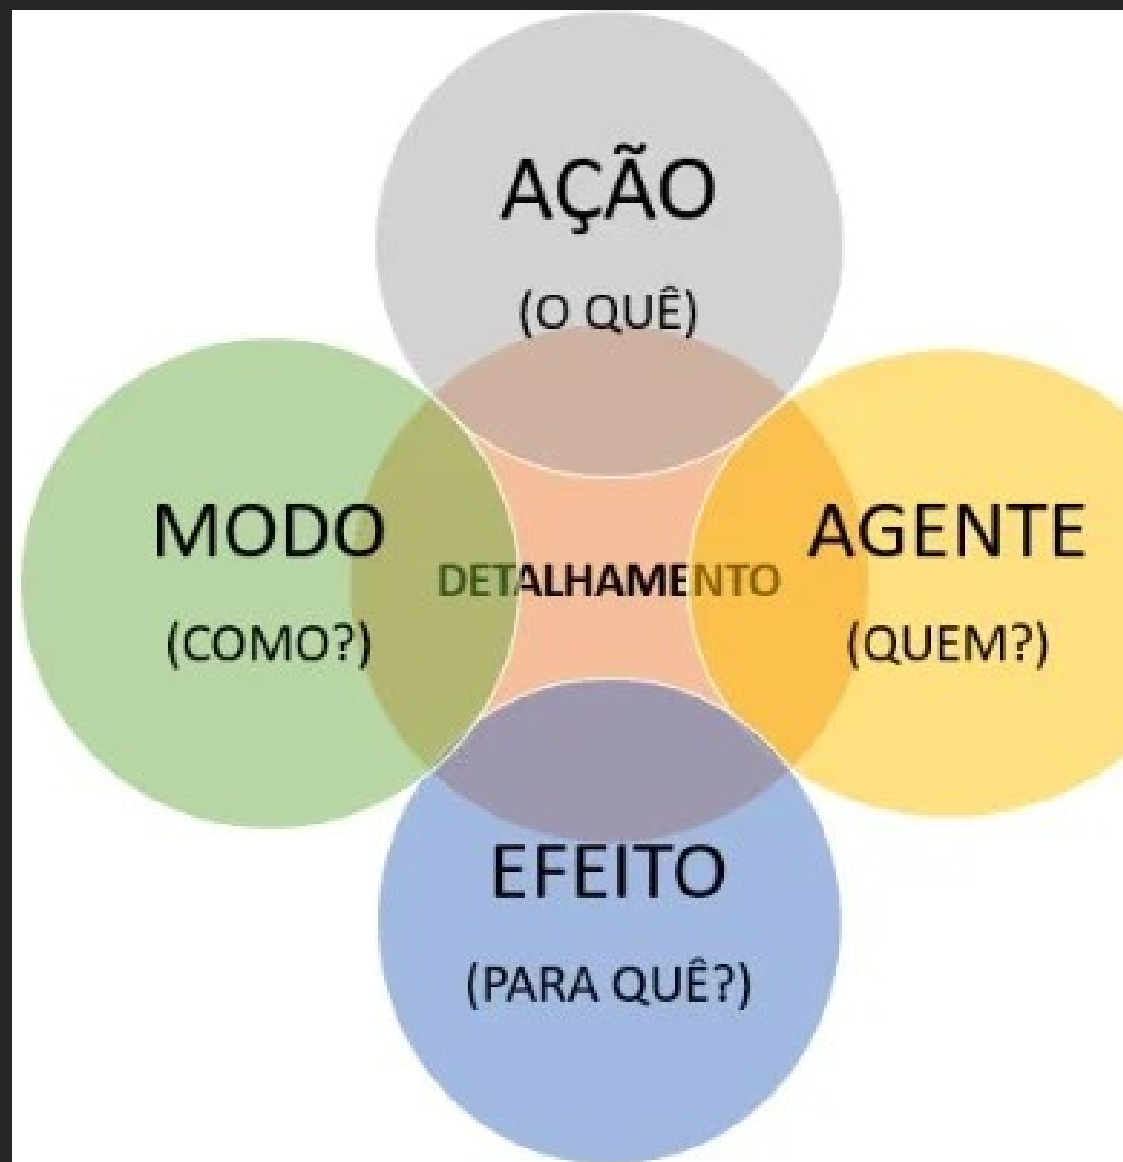 AÇÃO
(O QUÊ)
MODO
(COMO?)
DETALHAMENTO
AGENTE
(QUEM?)
EFEITO
(PARA QUÊ?)